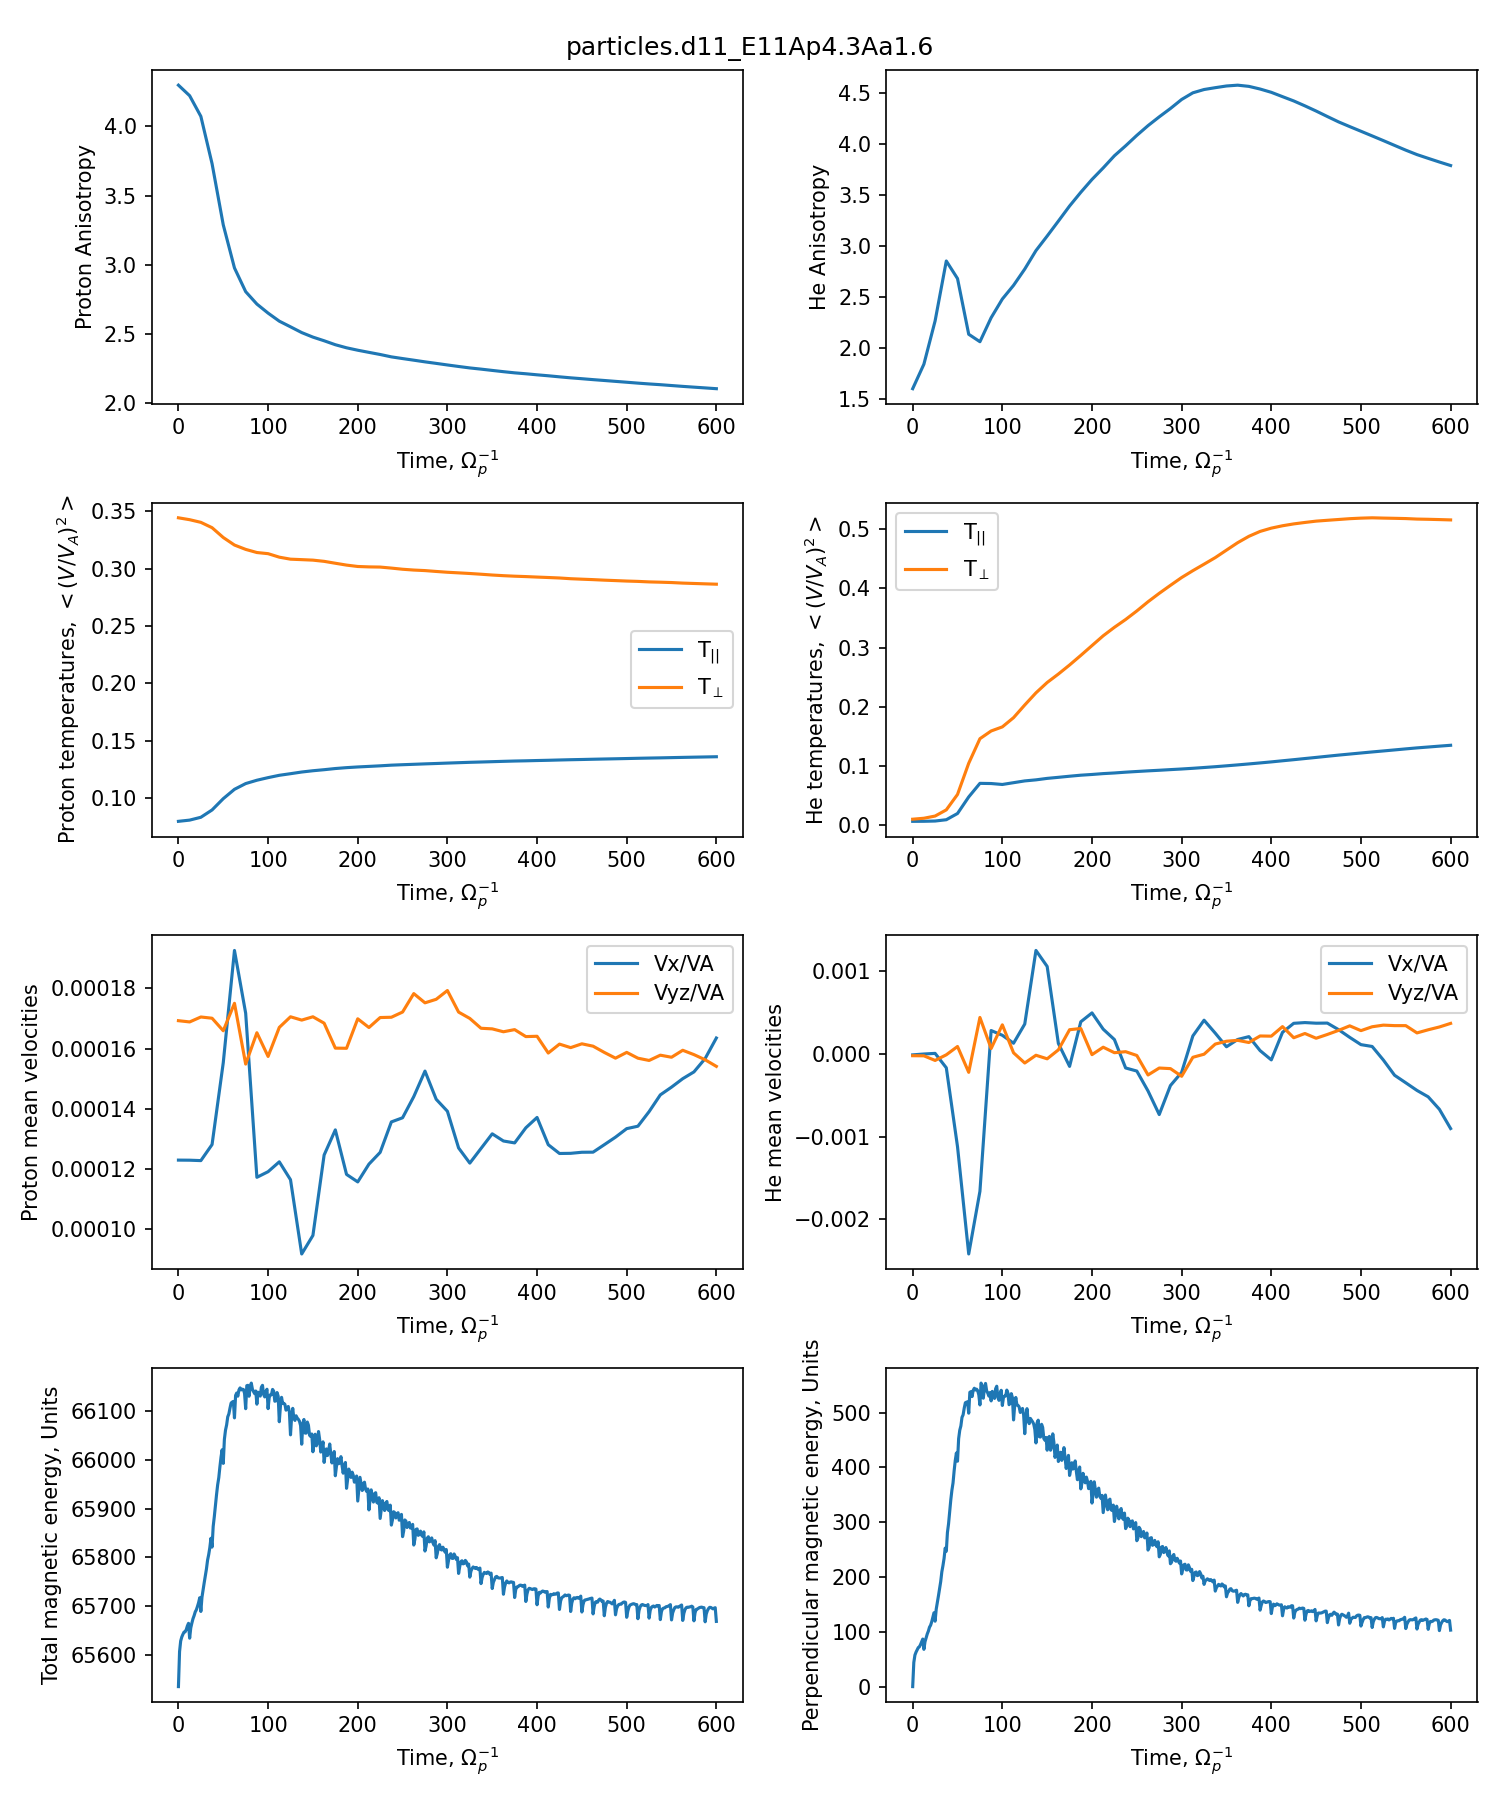 particles.d11_E11Ap4.3Aa1.6
Proton Anisotropy
4.0
3.5
3.0
2.5
2.0
0 100 200 300 400 500 600
Time, Ω_p^{-1}
He Anisotropy
4.5
4.0
3.5
3.0
2.5
2.0
1.5
0 100 200 300 400 500 600
Time, Ω_p^{-1}
Proton temperatures, < (V/V_A)^2 >
0.35
0.30
0.25
0.20
0.15
0.10
T_{||}
T_⊥
0 100 200 300 400 500 600
Time, Ω_p^{-1}
He temperatures, < (V/V_A)^2 >
0.5
0.4
0.3
0.2
0.1
0.0
T_{||}
T_⊥
0 100 200 300 400 500 600
Time, Ω_p^{-1}
Proton mean velocities
0.00018
0.00016
0.00014
0.00012
0.00010
Vx/VA
Vyz/VA
0 100 200 300 400 500 600
Time, Ω_p^{-1}
He mean velocities
0.001
0.000
−0.001
−0.002
Vx/VA
Vyz/VA
0 100 200 300 400 500 600
Time, Ω_p^{-1}
Total magnetic energy, Units
66100
66000
65900
65800
65700
65600
0 100 200 300 400 500 600
Time, Ω_p^{-1}
Perpendicular magnetic energy, Units
500
400
300
200
100
0
0 100 200 300 400 500 600
Time, Ω_p^{-1}